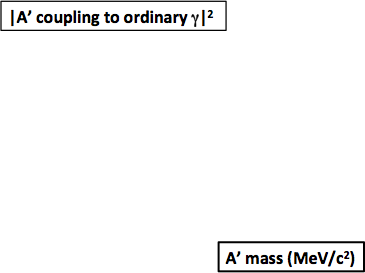 |A’ coupling to ordinary γ|²
A’ mass (MeV/c²)